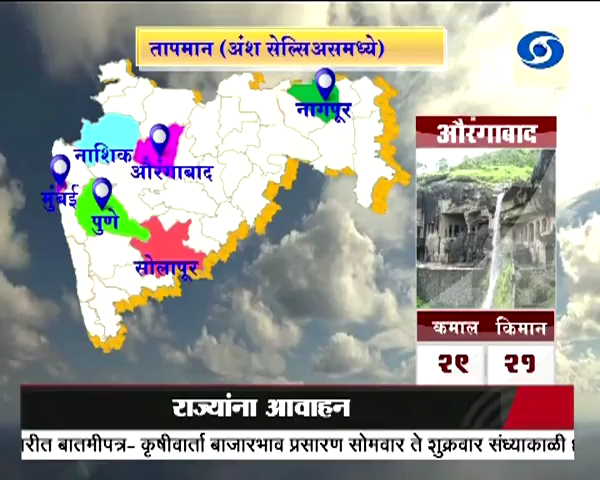 तापमान (अंश सेल्सिअसमध्ये)
नागपूर
औरंगाबाद
नाशिक
औरंगाबाद
मुंबई
पुणे
सोलापूर
कमाल किमान
२९ २१
राज्यांना आवाहन
बातमीपत्र- कृषीवार्ता बाजारभाव प्रसारण सोमवार ते शुक्रवार संध्याकाळी